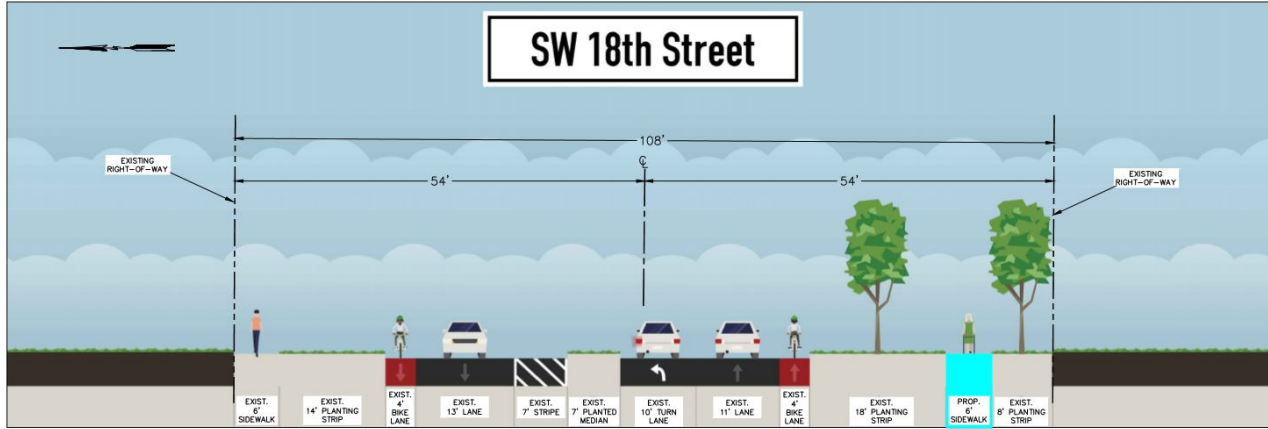 SW 18th Street
N
108'
EXISTING
RIGHT-OF-WAY
54'
℄
54'
EXISTING
RIGHT-OF-WAY
EXIST.
6'
SIDEWALK
EXIST.
14' PLANTING
STRIP
EXIST.
4'
BIKE
LANE
EXIST.
13' LANE
EXIST.
7' STRIPE
EXIST.
7' PLANTED
MEDIAN
EXIST.
10' TURN
LANE
EXIST.
11' LANE
EXIST.
4'
BIKE
LANE
EXIST.
18' PLANTING
STRIP
PROP.
6'
SIDEWALK
EXIST.
8' PLANTING
STRIP